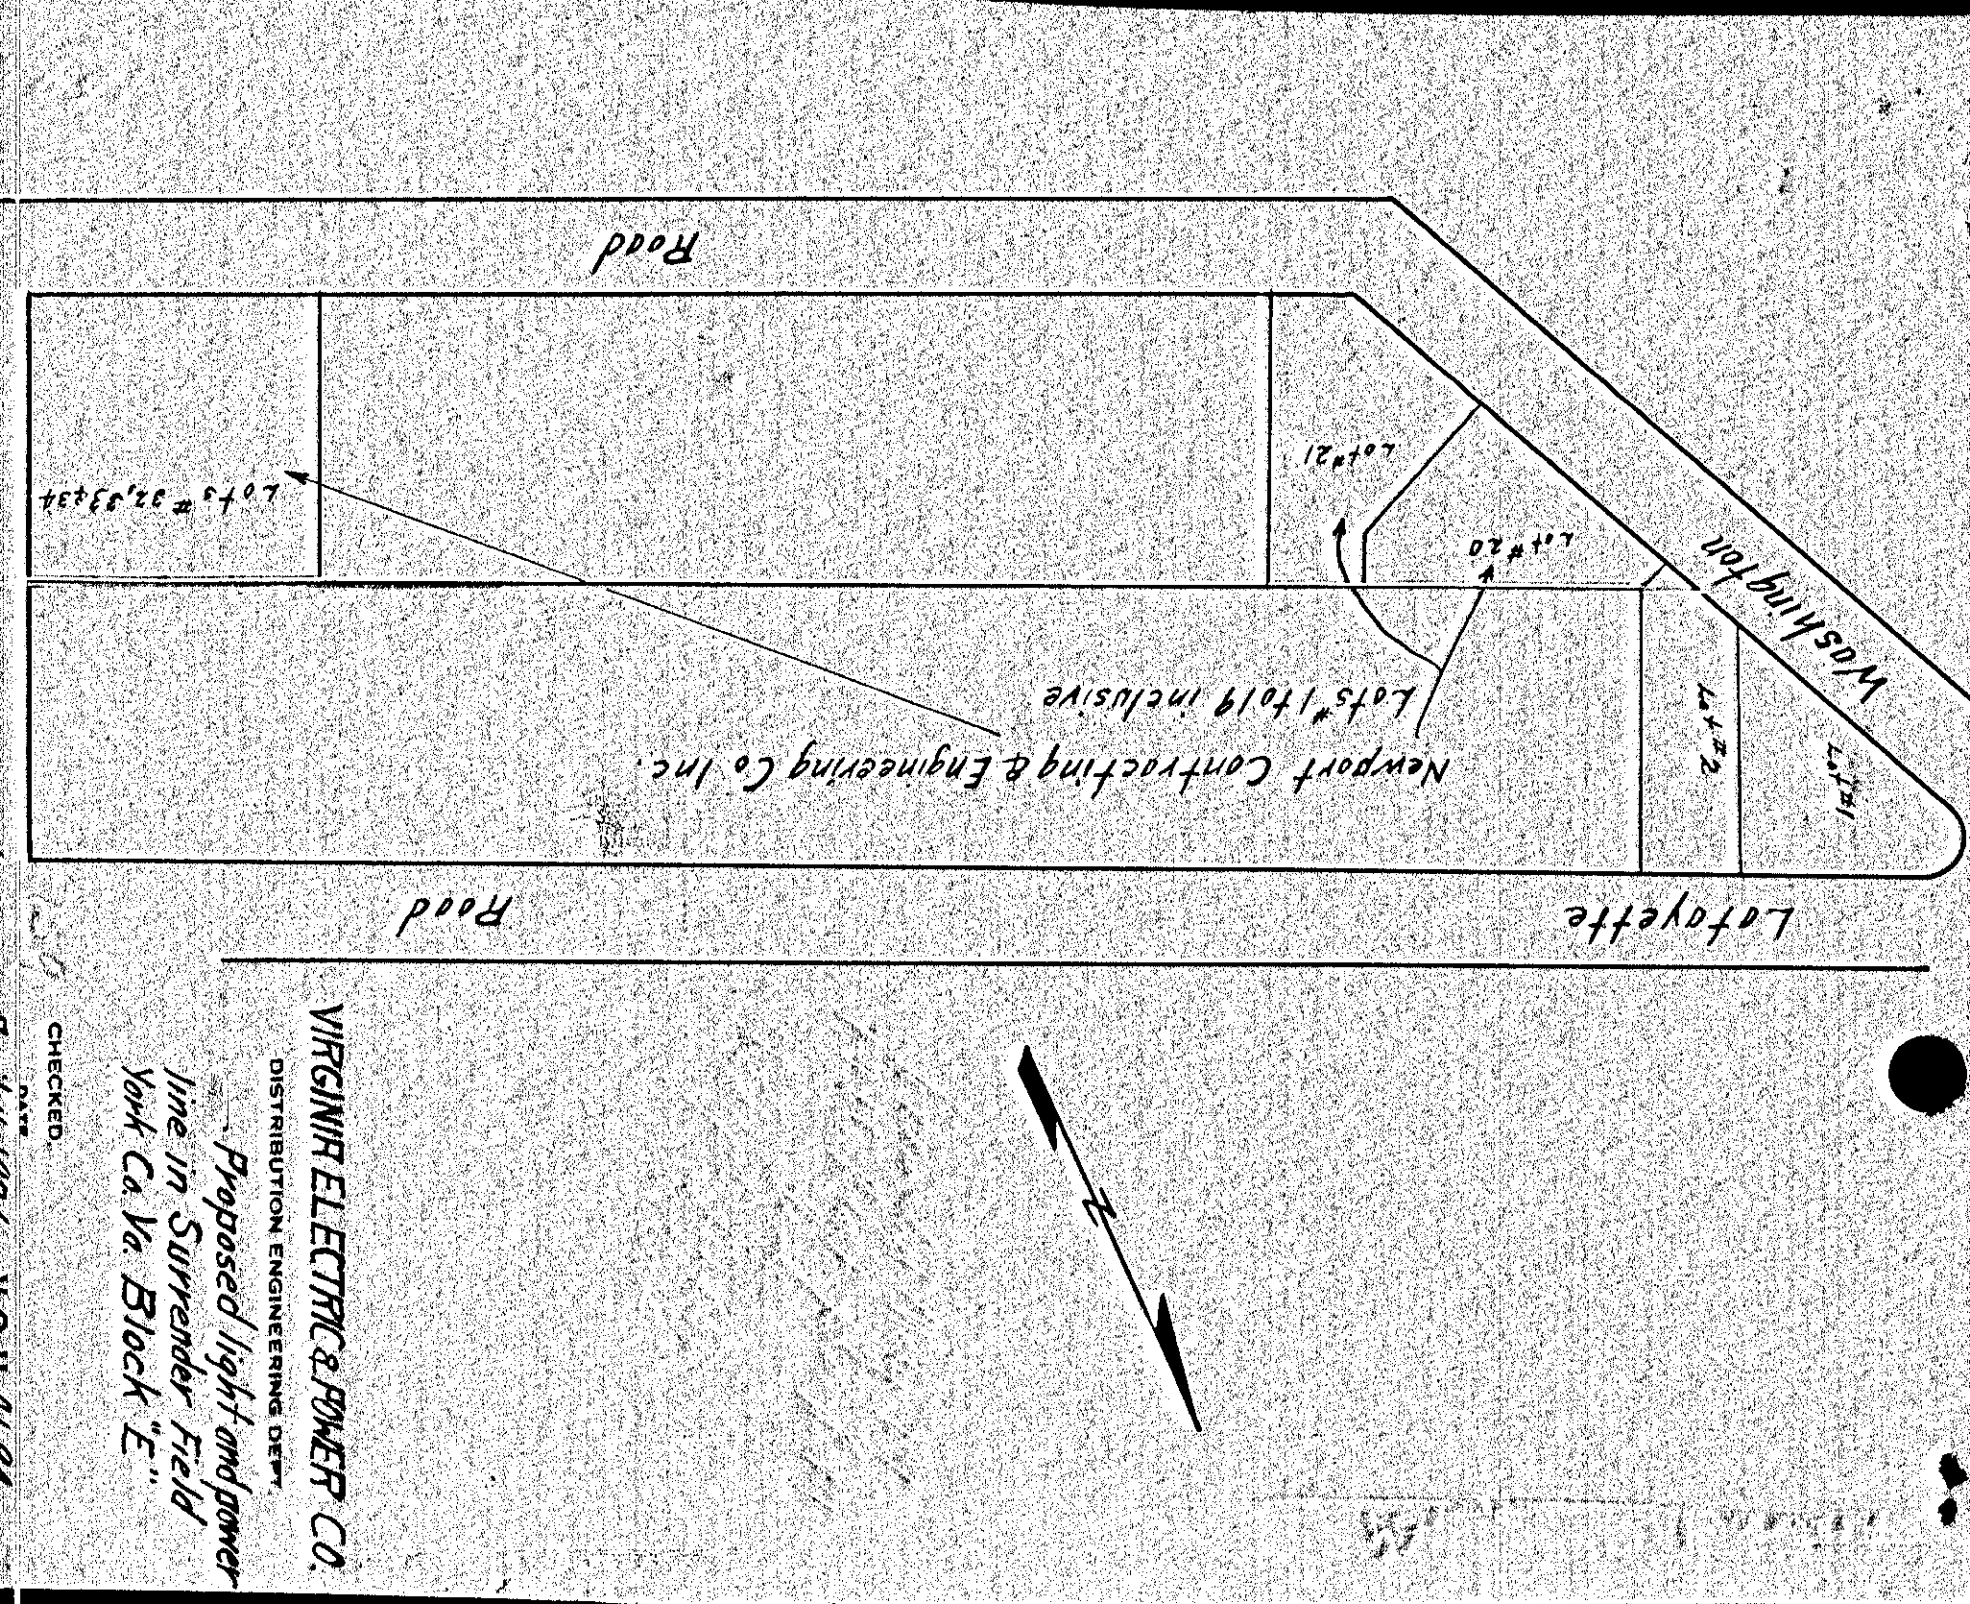 Lafayette
Road
Newport Contracting & Engineering Co Inc.
Lots #1 to 19 inclusive
Lot #1
Lot #2
Lot #20
Lot #21
Lots # 32, 33 & 34
Washington
Road
N
VIRGINIA ELECTRIC & POWER CO.
DISTRIBUTION ENGINEERING DEPT.
Proposed light and power
line in Surrender Field
York Co. Va. Block "E".
CHECKED
DATE